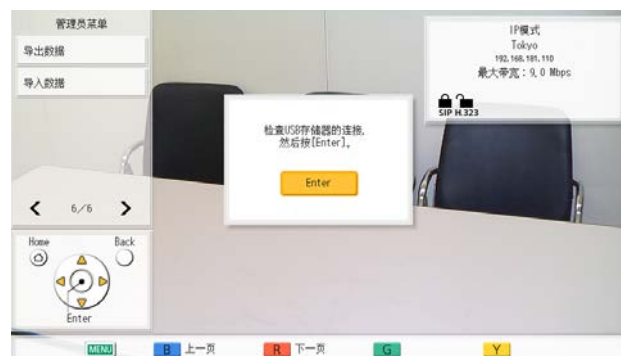 管理员菜单
导出数据
导入数据
6/6
Home
Back
Enter
IP模式
Tokyo
192.168.181.110
最大带宽：9.0 Mbps
SIP H.323
检查USB存储器的连接，
然后按[Enter]。
Enter
MENU
B 上一页
R 下一页
G
Y